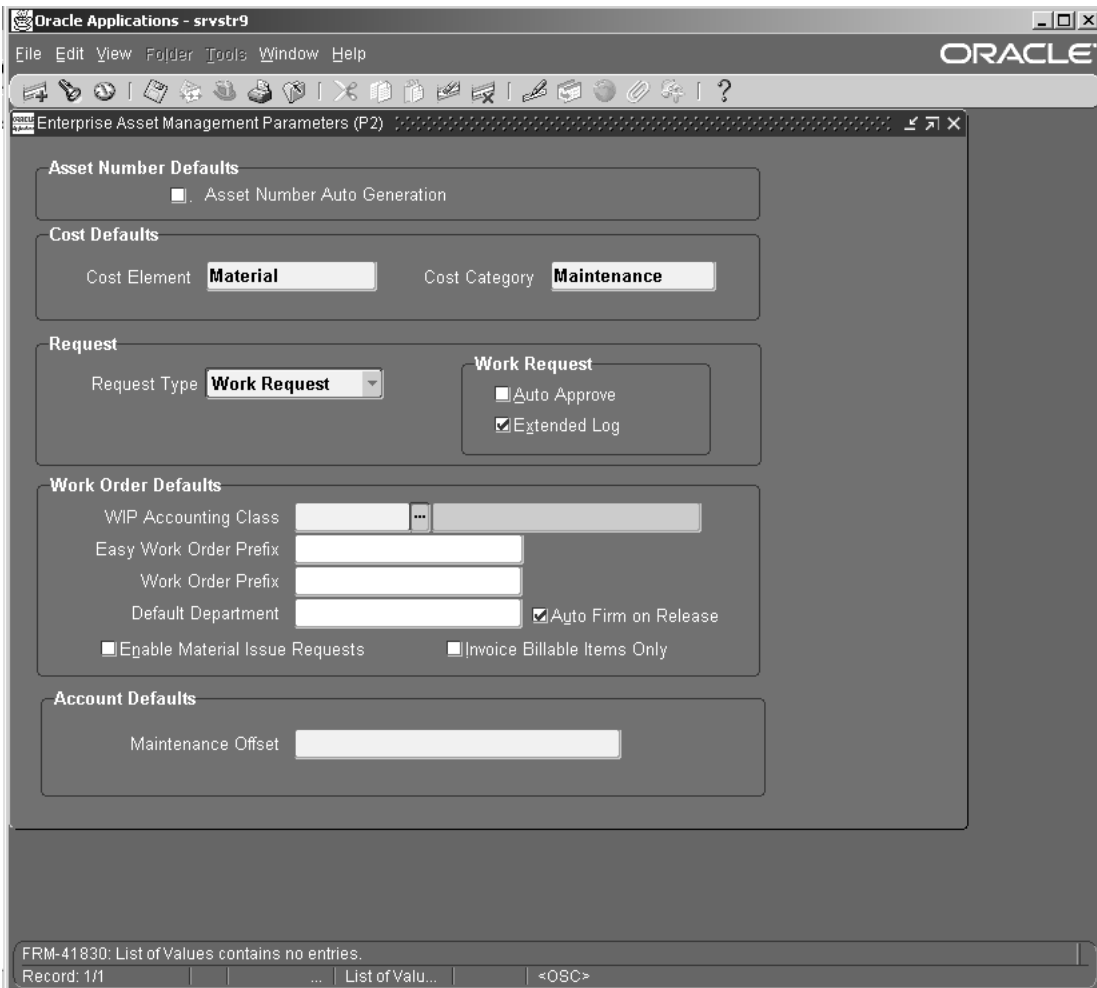 Oracle Applications - srvstr9
File Edit View Folder Tools Window Help
ORACLE
Enterprise Asset Management Parameters (P2)
Asset Number Defaults
Asset Number Auto Generation
Cost Defaults
Cost Element Material Cost Category Maintenance
Request
Work Request
Request Type Work Request
Auto Approve
Extended Log
Work Order Defaults
WIP Accounting Class ...
Easy Work Order Prefix
Work Order Prefix
Default Department Auto Firm on Release
Enable Material Issue Requests Invoice Billable Items Only
Account Defaults
Maintenance Offset
FRM-41830: List of Values contains no entries.
Record: 1/1 ... List of Valu... <OSC>